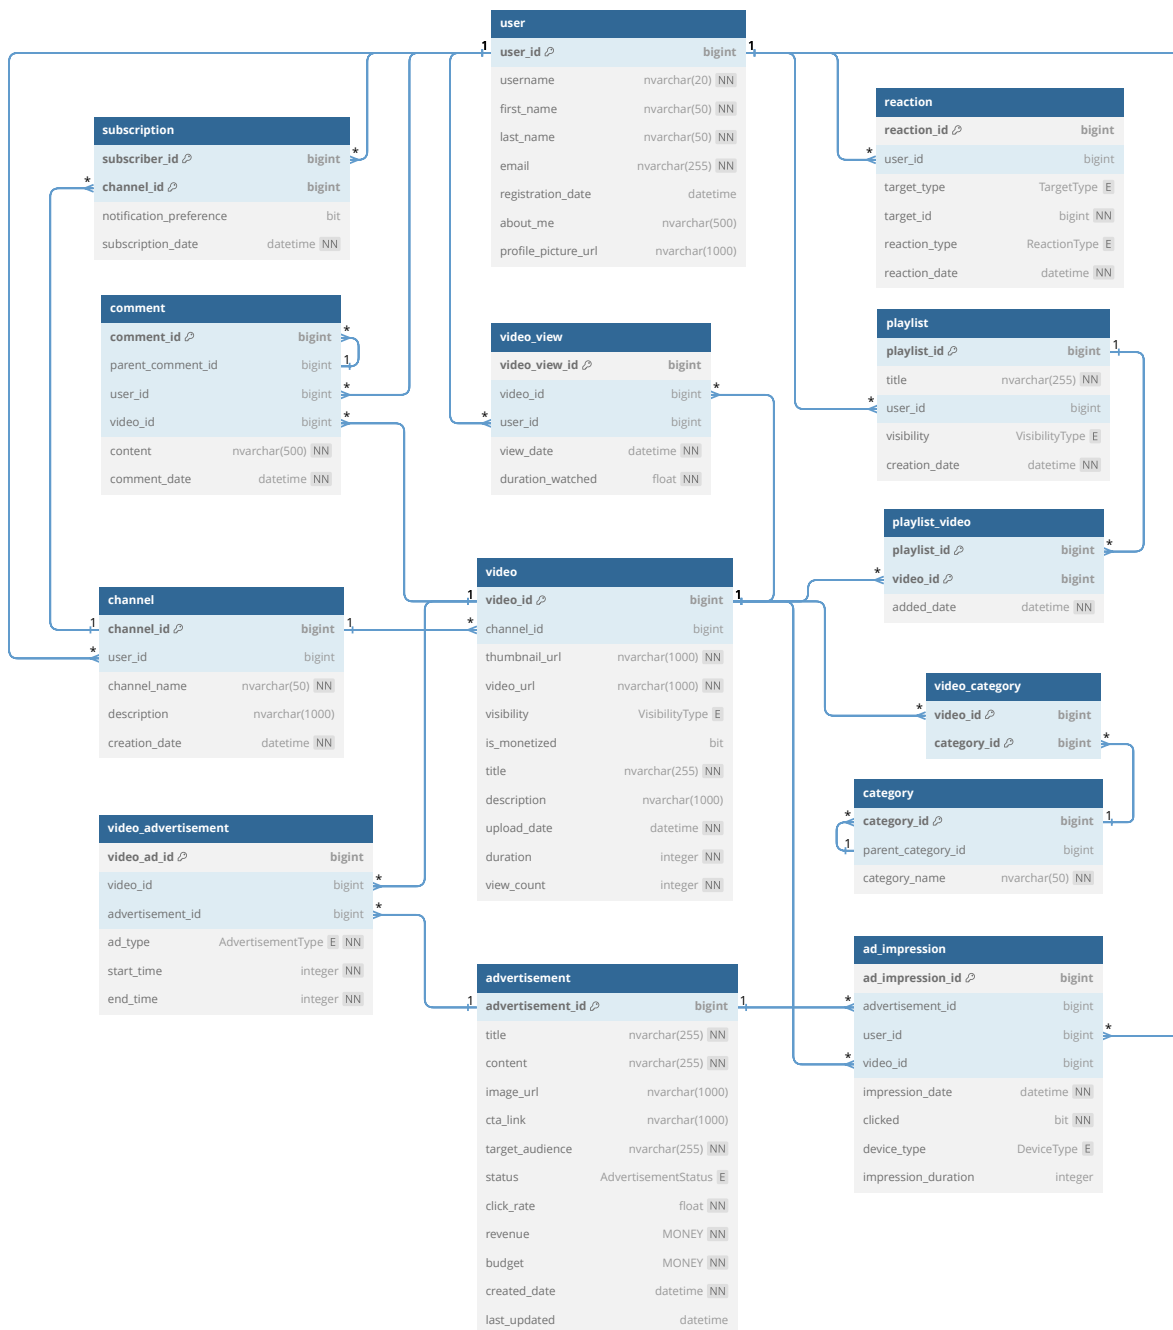 user
user_id bigint
username nvarchar(20) NN
first_name nvarchar(50) NN
last_name nvarchar(50) NN
email nvarchar(255) NN
registration_date datetime
about_me nvarchar(500)
profile_picture_url nvarchar(1000)
1
1
reaction
reaction_id bigint
user_id bigint
target_type TargetType E
target_id bigint NN
reaction_type ReactionType E
reaction_date datetime NN
*
subscription
subscriber_id bigint
channel_id bigint
notification_preference bit
subscription_date datetime NN
*
*
comment
comment_id bigint
parent_comment_id bigint
user_id bigint
video_id bigint
content nvarchar(500) NN
comment_date datetime NN
*
1
*
*
video_view
video_view_id bigint
video_id bigint
user_id bigint
view_date datetime NN
duration_watched float NN
*
*
playlist
playlist_id bigint
title nvarchar(255) NN
user_id bigint
visibility VisibilityType E
creation_date datetime NN
1
*
playlist_video
playlist_id bigint
video_id bigint
added_date datetime NN
*
*
channel
channel_id bigint
user_id bigint
channel_name nvarchar(50) NN
description nvarchar(1000)
creation_date datetime NN
1
1
*
video
video_id bigint
channel_id bigint
thumbnail_url nvarchar(1000) NN
video_url nvarchar(1000) NN
visibility VisibilityType E
is_monetized bit
title nvarchar(255) NN
description nvarchar(1000)
upload_date datetime NN
duration integer NN
view_count integer NN
1
1
*
video_category
video_id bigint
category_id bigint
*
*
category
category_id bigint
parent_category_id bigint
category_name nvarchar(50) NN
*
1
1
video_advertisement
video_ad_id bigint
video_id bigint
advertisement_id bigint
ad_type AdvertisementType E NN
start_time integer NN
end_time integer NN
*
*
advertisement
advertisement_id bigint
title nvarchar(255) NN
content nvarchar(255) NN
image_url nvarchar(1000)
cta_link nvarchar(1000)
target_audience nvarchar(255) NN
status AdvertisementStatus E
click_rate float NN
revenue MONEY NN
budget MONEY NN
created_date datetime NN
last_updated datetime
1
1
ad_impression
ad_impression_id bigint
advertisement_id bigint
user_id bigint
video_id bigint
impression_date datetime NN
clicked bit NN
device_type DeviceType E
impression_duration integer
*
*
*